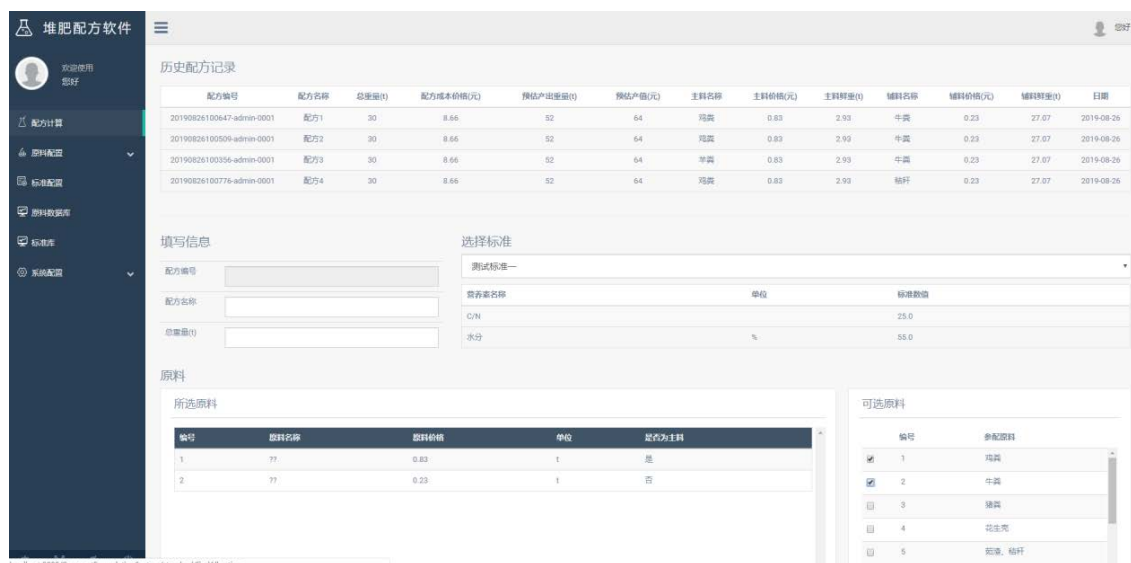 堆肥配方软件
您好
欢迎使用
您好
配方计算
原料配置
标准配置
原料数据库
标准库
系统配置
历史配方记录
配方编号 配方名称 总重量(t) 配方成本价格(元) 预估产出重量(t) 预估产值(元) 主料名称 主料价格(元) 主料鲜重(t) 辅料名称 辅料价格(元) 辅料鲜重(t) 日期
20190826100647-admin-0001 配方1 30 8.66 52 64 鸡粪 0.83 2.93 牛粪 0.23 27.07 2019-08-26
20190826100509-admin-0001 配方2 30 8.66 52 64 鸡粪 0.83 2.93 牛粪 0.23 27.07 2019-08-26
20190826100356-admin-0001 配方3 30 8.66 52 64 羊粪 0.83 2.93 牛粪 0.23 27.07 2019-08-26
20190826100776-admin-0001 配方4 30 8.66 52 64 鸡粪 0.83 2.93 秸秆 0.23 27.07 2019-08-26
填写信息
配方编号
配方名称
总重量(t)
选择标准
测试标准一
营养素名称 单位 标准数值
C/N 25.0
水分 % 55.0
原料
所选原料
编号 原料名称 原料价格 单位 是否为主料
1 ?? 0.83 t 是
2 ?? 0.23 t 否
可选原料
编号 参配原料
1 鸡粪
2 牛粪
3 猪粪
4 花生壳
5 菌渣、秸秆